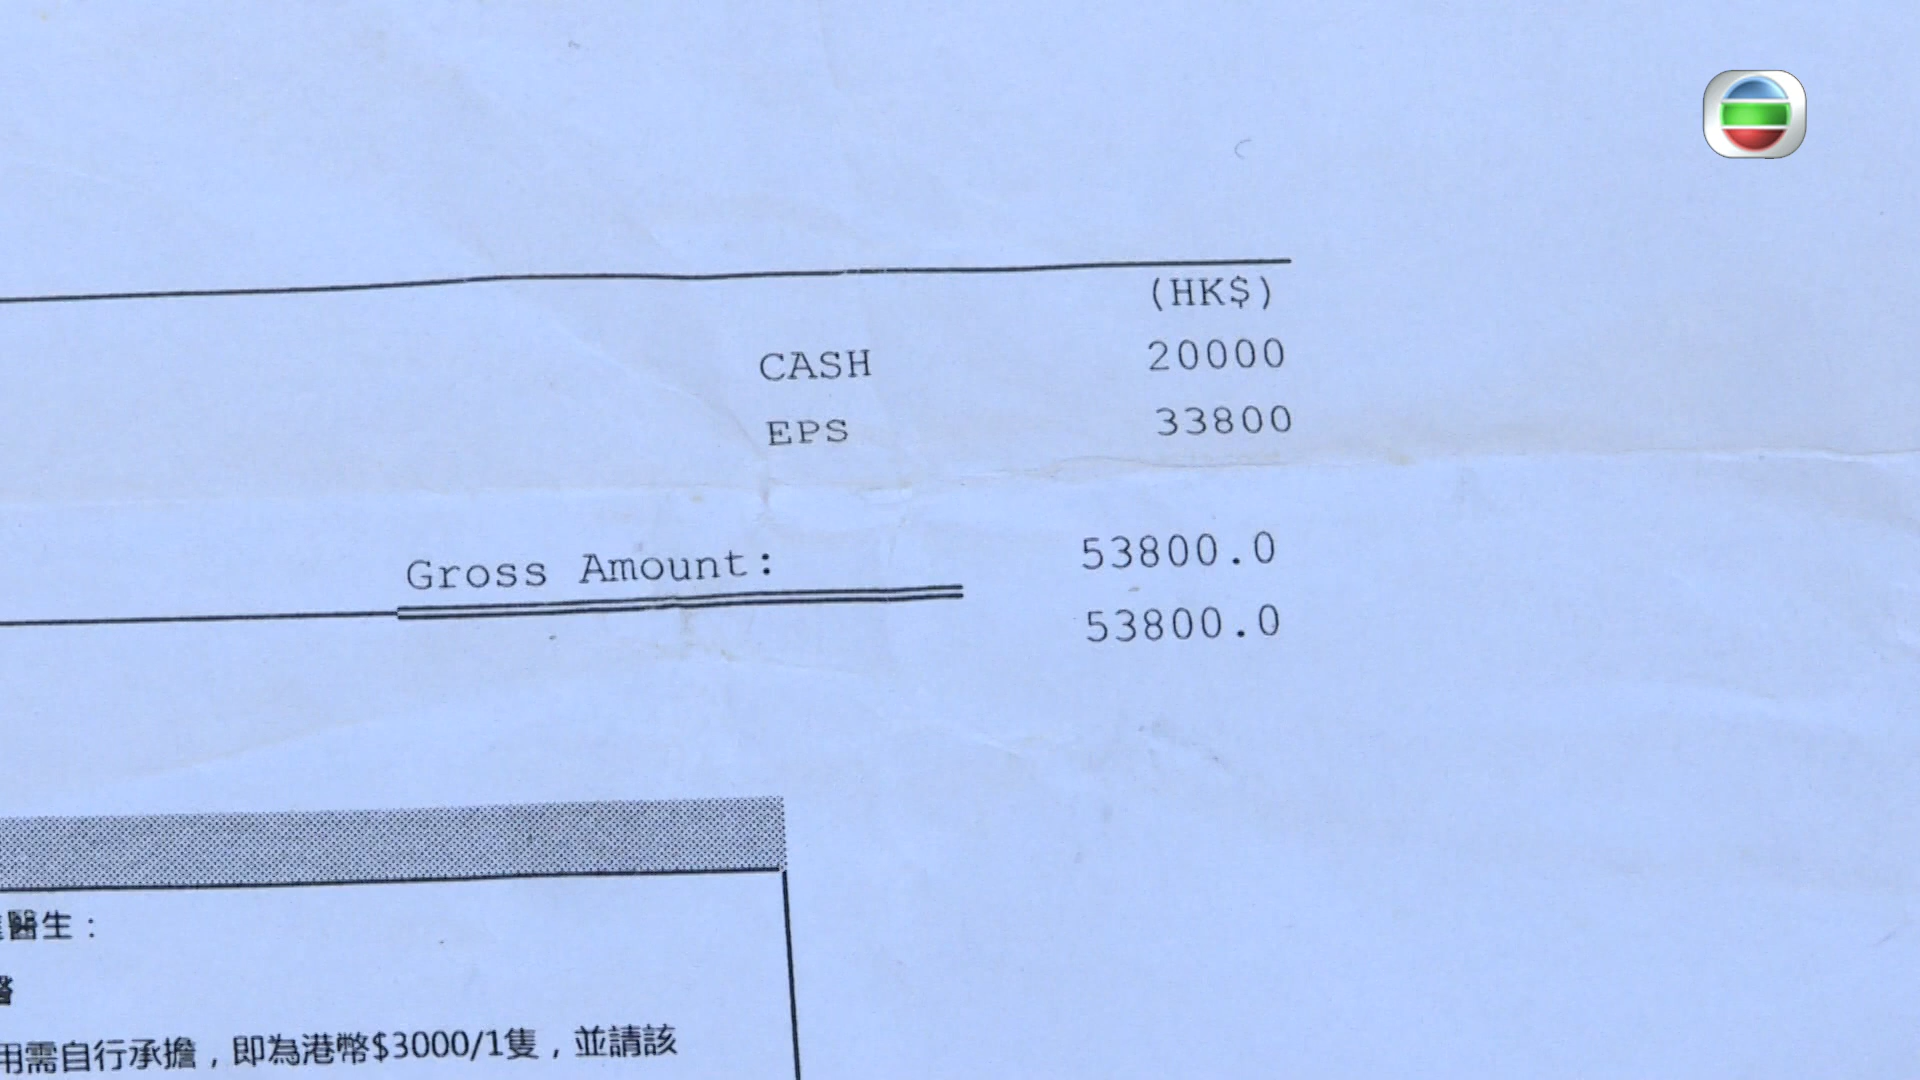 (HK$)
CASH 20000
EPS 33800
Gross Amount: 53800.0
53800.0
醫生：
用需自行承擔，即為港幣$3000/1隻，並請該